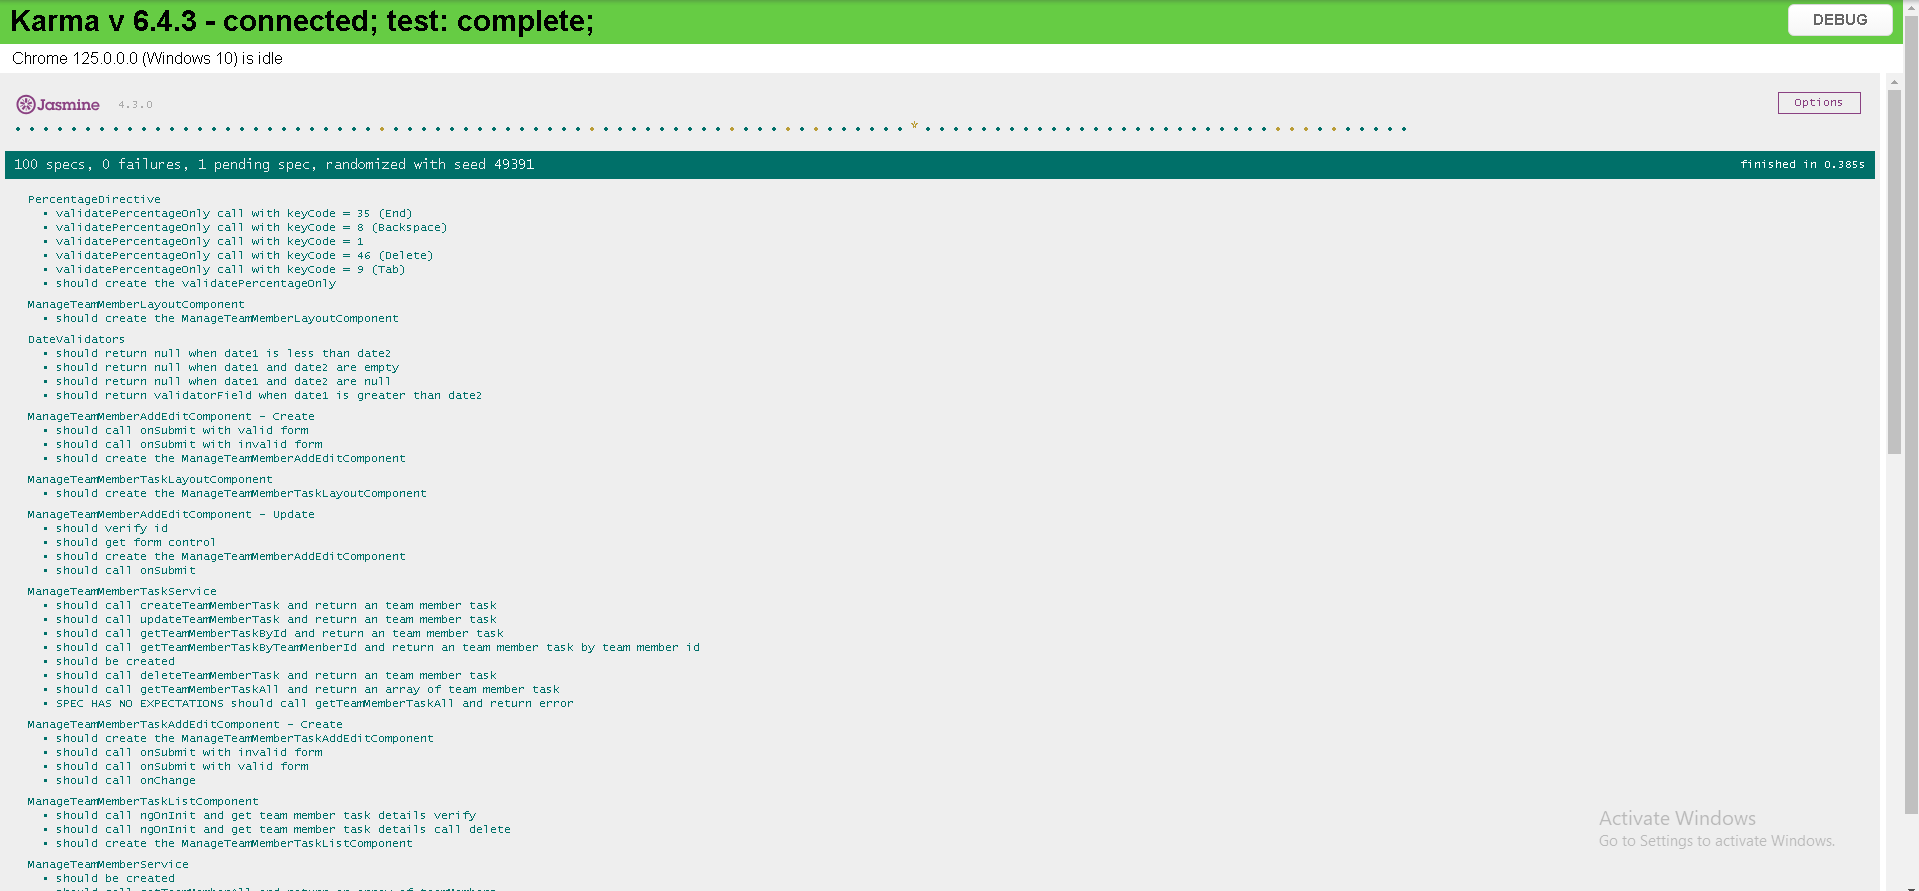 Karma v 6.4.3 - connected; test: complete;
DEBUG
Chrome 125.0.0.0 (Windows 10) is idle
Jasmine 4.3.0
Options
100 specs, 0 failures, 1 pending spec, randomized with seed 49391
finished in 0.385s
PercentageDirective
• validatePercentageOnly call with keyCode = 35 (End)
• validatePercentageOnly call with keyCode = 8 (Backspace)
• validatePercentageOnly call with keyCode = 1
• validatePercentageOnly call with keyCode = 46 (Delete)
• validatePercentageOnly call with keyCode = 9 (Tab)
• should create the validatePercentageOnly
ManageTeamMemberLayoutComponent
• should create the ManageTeamMemberLayoutComponent
DateValidators
• should return null when date1 is less than date2
• should return null when date1 and date2 are empty
• should return null when date1 and date2 are null
• should return validatorField when date1 is greater than date2
ManageTeamMemberAddEditComponent - Create
• should call onSubmit with valid form
• should call onSubmit with invalid form
• should create the ManageTeamMemberAddEditComponent
ManageTeamMemberTaskLayoutComponent
• should create the ManageTeamMemberTaskLayoutComponent
ManageTeamMemberAddEditComponent - Update
• should verify id
• should get form control
• should create the ManageTeamMemberAddEditComponent
• should call onSubmit
ManageTeamMemberTaskService
• should call createTeamMemberTask and return an team member task
• should call updateTeamMemberTask and return an team member task
• should call getTeamMemberTaskById and return an team member task
• should call getTeamMemberTaskByTeamMenberId and return an team member task by team member id
• should be created
• should call deleteTeamMemberTask and return an team member task
• should call getTeamMemberTaskAll and return an array of team member task
• SPEC HAS NO EXPECTATIONS should call getTeamMemberTaskAll and return error
ManageTeamMemberTaskAddEditComponent - Create
• should create the ManageTeamMemberTaskAddEditComponent
• should call onSubmit with invalid form
• should call onSubmit with valid form
• should call onChange
ManageTeamMemberTaskListComponent
• should call ngOnInit and get team member task details verify
• should call ngOnInit and get team member task details call delete
• should create the ManageTeamMemberTaskListComponent
ManageTeamMemberService
• should be created
Activate Windows
Go to Settings to activate Windows.